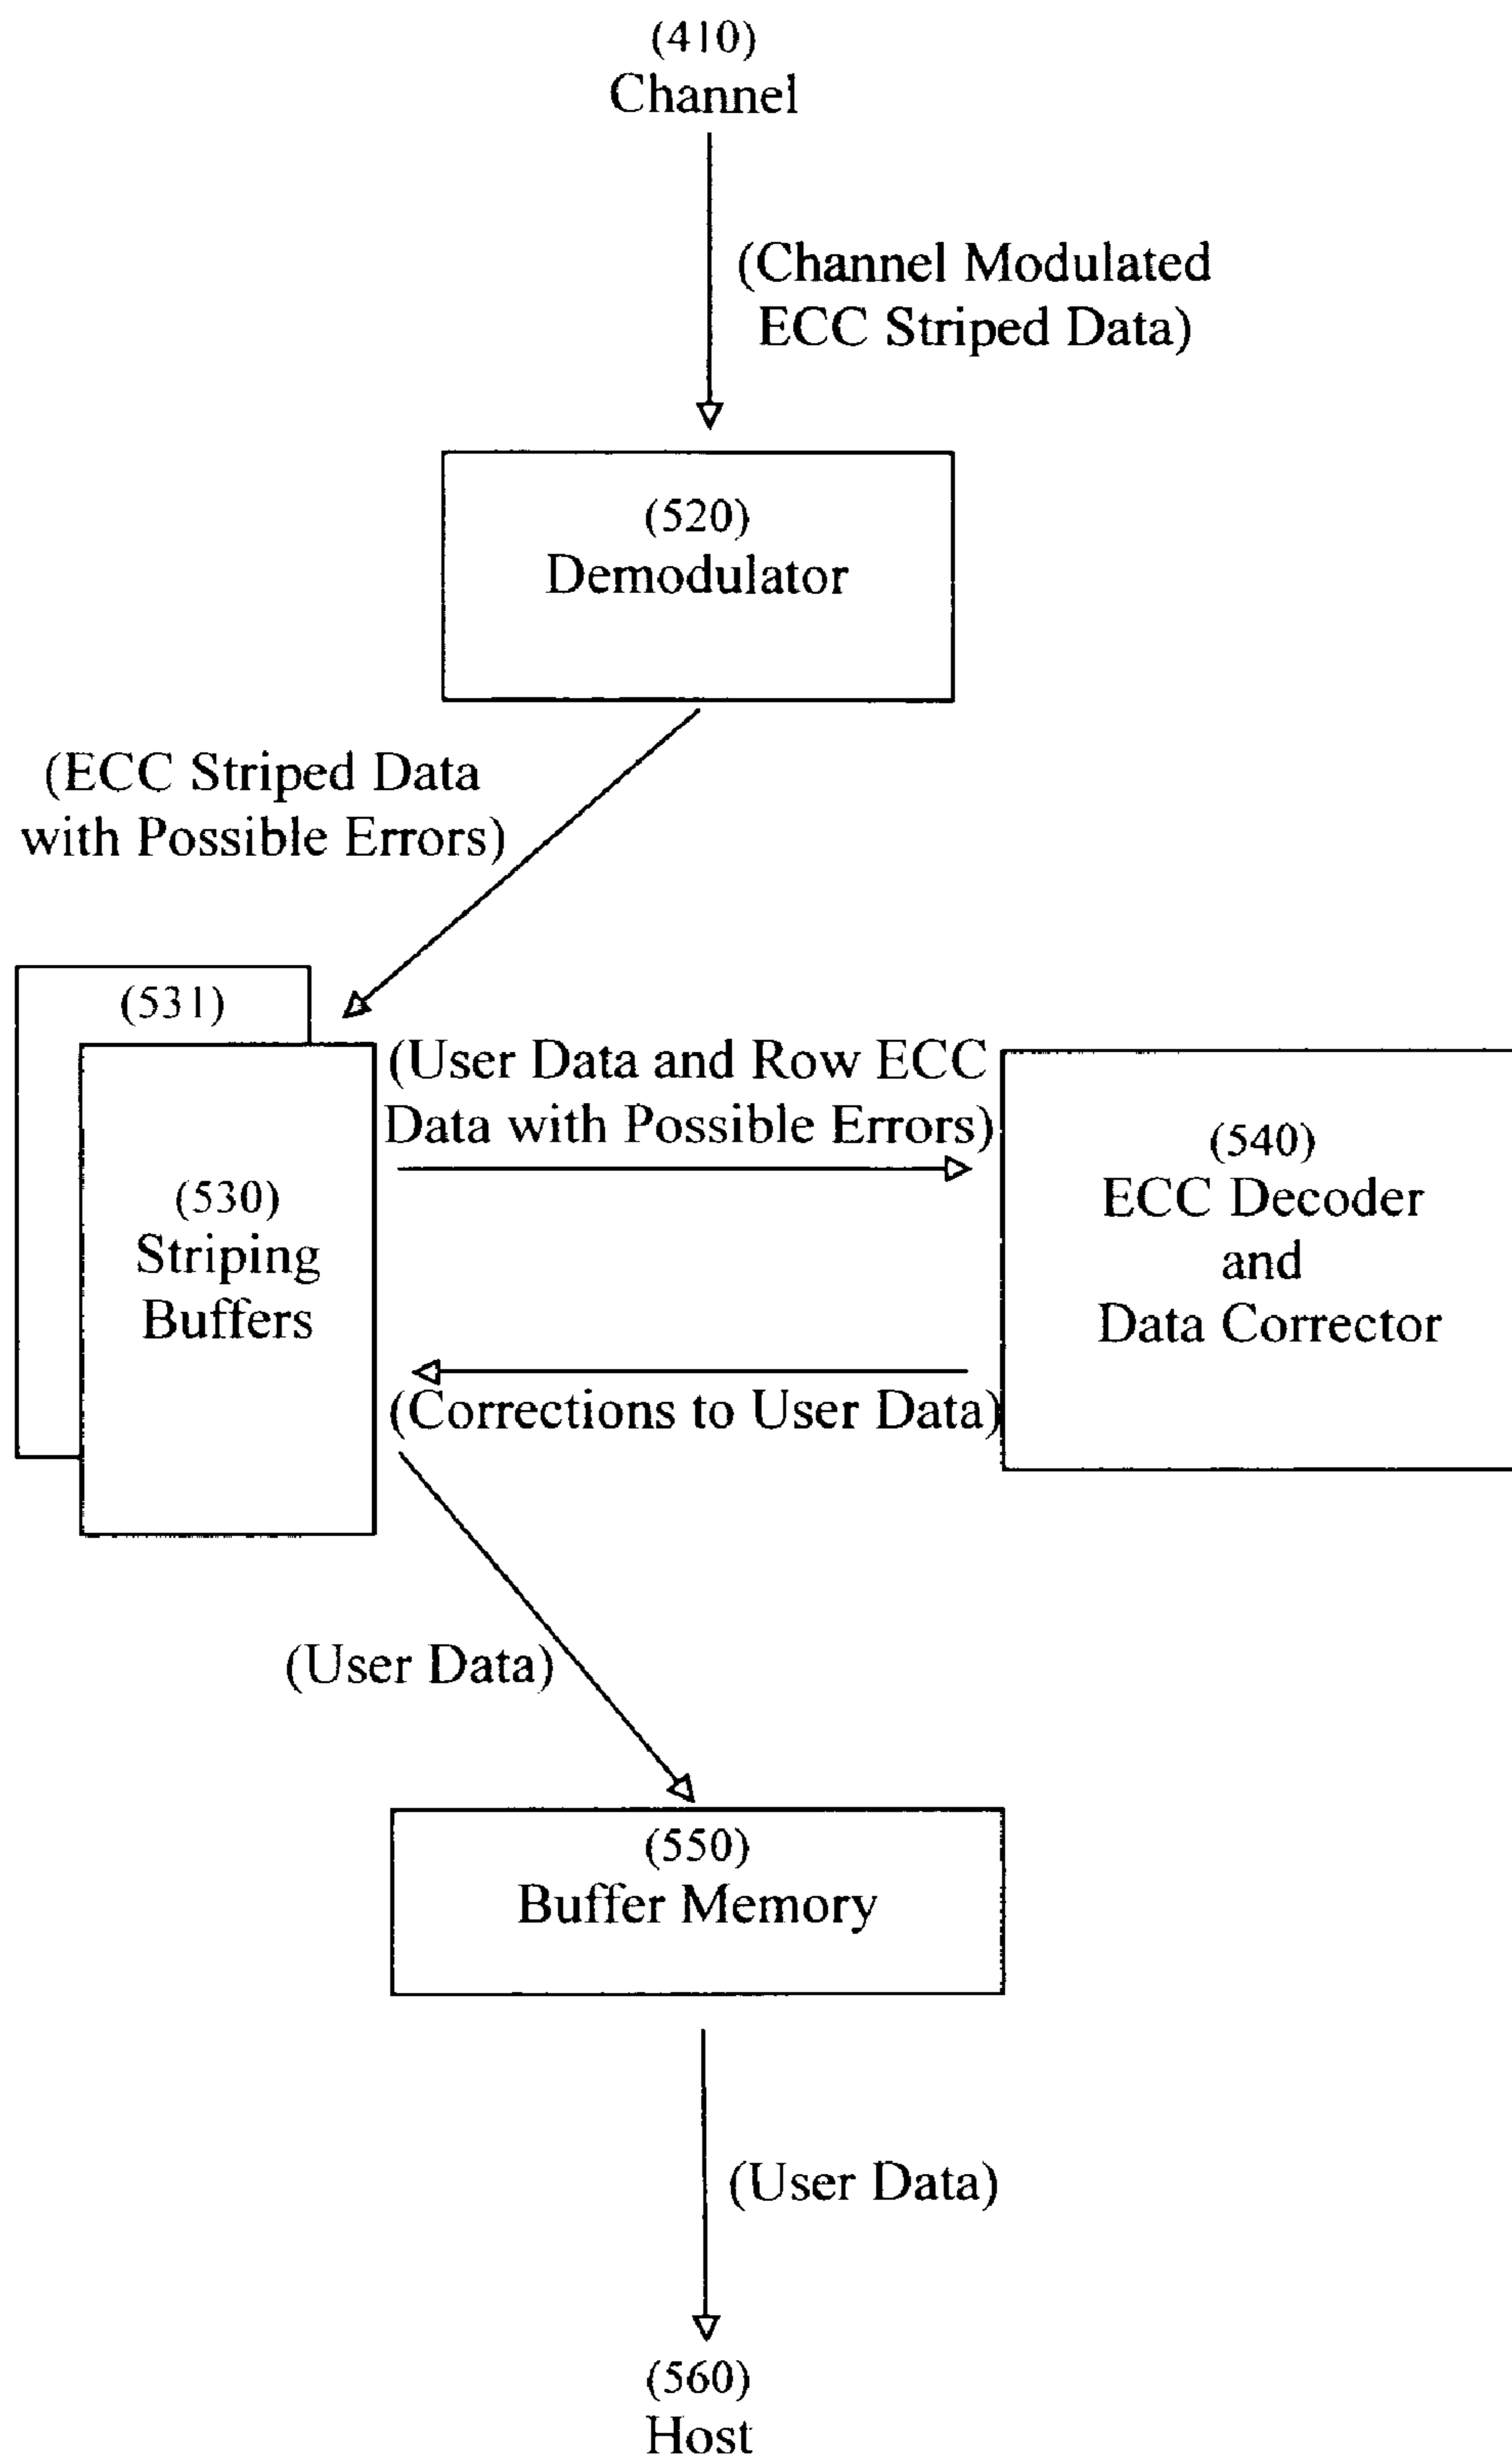 (410)
Channel
(Channel Modulated
ECC Striped Data)
(520)
Demodulator
(ECC Striped Data
with Possible Errors)
(531)
(User Data and Row ECC
Data with Possible Errors)
(530)
Striping
Buffers
(540)
ECC Decoder
and
Data Corrector
(Corrections to User Data)
(User Data)
(550)
Buffer Memory
(User Data)
(560)
Host